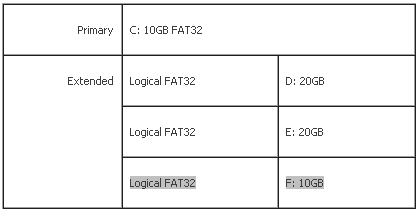 Primary C: 10GB FAT32
Extended Logical FAT32 D: 20GB
Logical FAT32 E: 20GB
Logical FAT32 F: 10GB